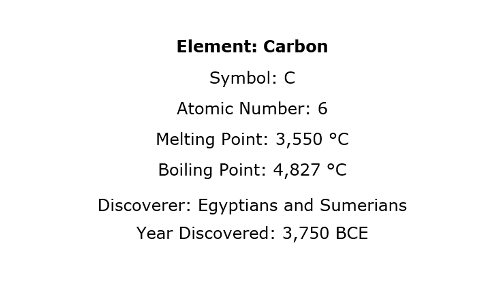 Element: Carbon
Symbol: C
Atomic Number: 6
Melting Point: 3,550 °C
Boiling Point: 4,827 °C
Discoverer: Egyptians and Sumerians
Year Discovered: 3,750 BCE